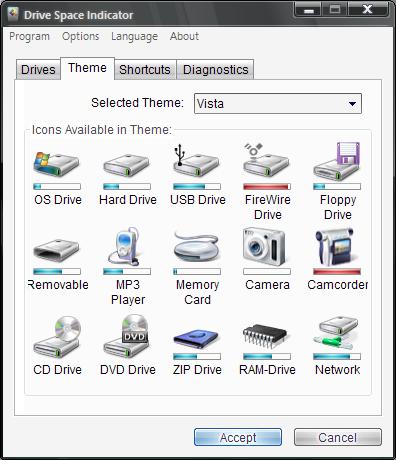 Drive Space Indicator
Program Options Language About
Drives Theme Shortcuts Diagnostics
Selected Theme: Vista
Icons Available in Theme:
OS Drive Hard Drive USB Drive FireWire Drive Floppy Drive
Removable MP3 Player Memory Card Camera Camcorder
DVD
CD Drive DVD Drive ZIP Drive RAM-Drive Network
Accept Cancel